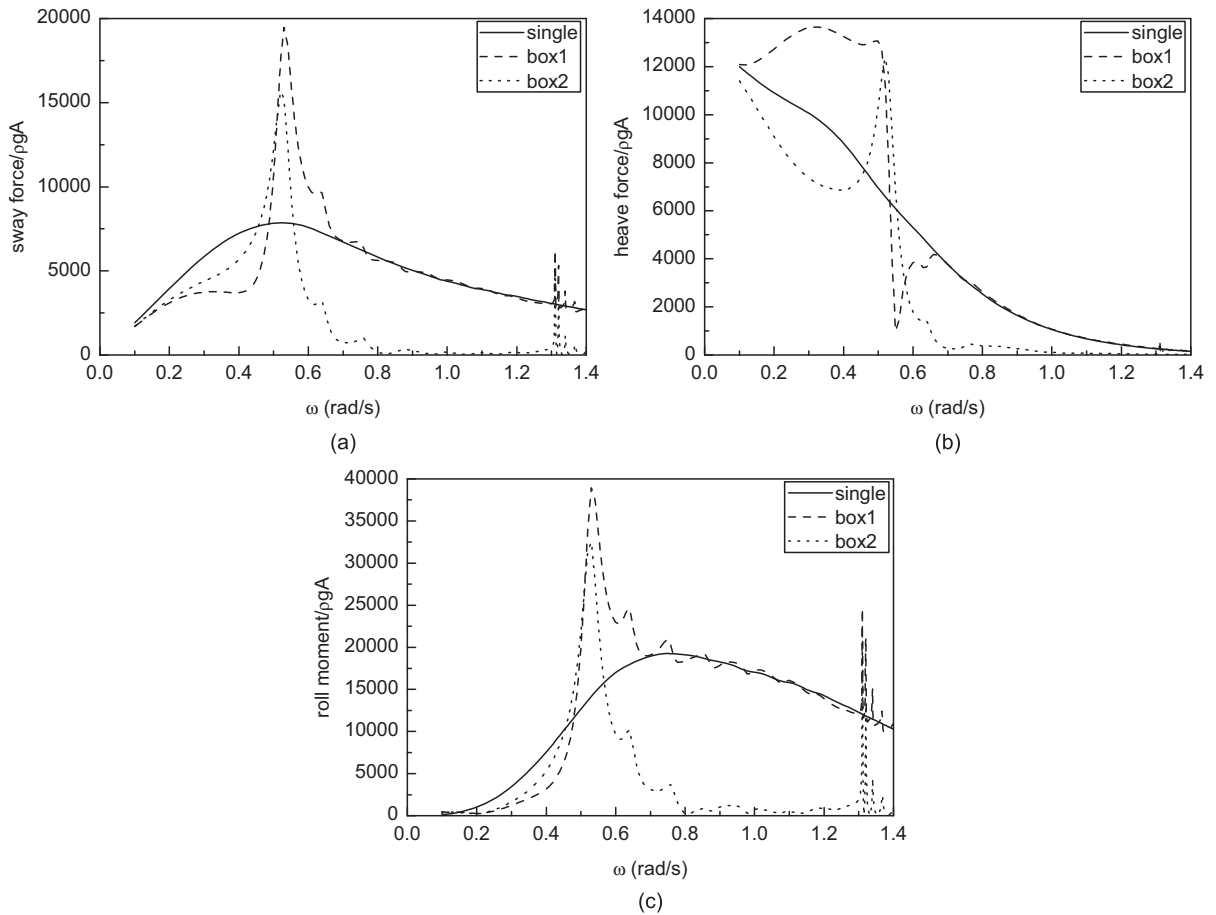 20000
15000
10000
5000
0
sway force/ρgA
0.0 0.2 0.4 0.6 0.8 1.0 1.2 1.4
ω (rad/s)
single
box1
box2
(a)
14000
12000
10000
8000
6000
4000
2000
0
heave force/ρgA
0.0 0.2 0.4 0.6 0.8 1.0 1.2 1.4
ω (rad/s)
single
box1
box2
(b)
40000
35000
30000
25000
20000
15000
10000
5000
0
roll moment/ρgA
0.0 0.2 0.4 0.6 0.8 1.0 1.2 1.4
ω (rad/s)
single
box1
box2
(c)